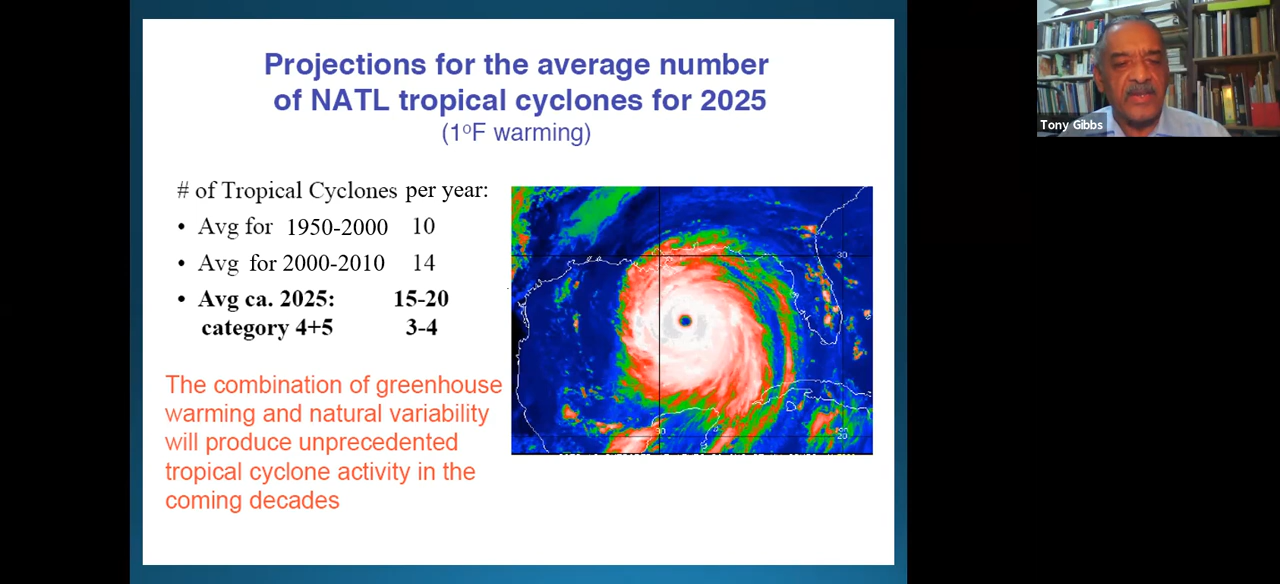 Projections for the average number
of NATL tropical cyclones for 2025
(1°F warming)
# of Tropical Cyclones per year:
• Avg for 1950-2000 10
• Avg for 2000-2010 14
• Avg ca. 2025: 15-20
category 4+5 3-4
The combination of greenhouse
warming and natural variability
will produce unprecedented
tropical cyclone activity in the
coming decades
30
20
Tony Gibbs